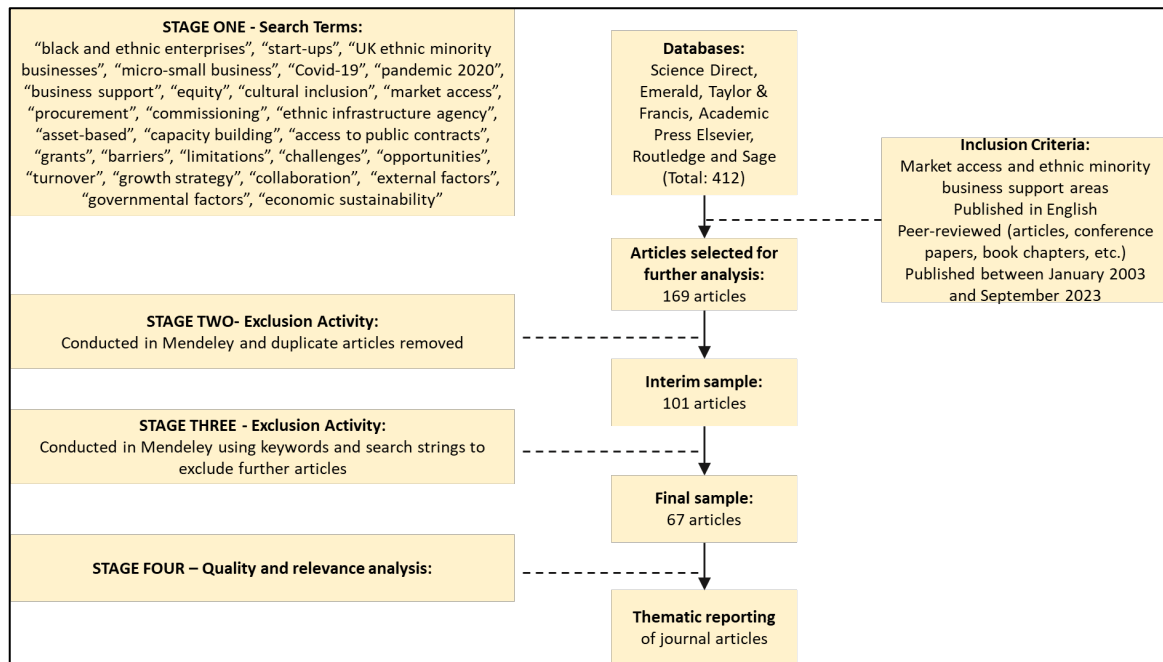 STAGE ONE - Search Terms:
“black and ethnic enterprises”, “start-ups”, “UK ethnic minority
businesses”, “micro-small business”, “Covid-19”, “pandemic 2020”,
“business support”, “equity”, “cultural inclusion”, “market access”,
“procurement”, “commissioning”, “ethnic infrastructure agency”,
“asset-based”, “capacity building”, “access to public contracts”,
“grants”, “barriers”, “limitations”, “challenges”, “opportunities”,
“turnover”, “growth strategy”, “collaboration”,  “external factors”,
“governmental factors”, “economic sustainability”
Databases:
Science Direct,
Emerald, Taylor &
Francis, Academic
Press Elsevier,
Routledge and Sage
(Total: 412)
Inclusion Criteria:
Market access and ethnic minority
business support areas
Published in English
Peer-reviewed (articles, conference
papers, book chapters, etc.)
Published between January 2003
and September 2023
Articles selected for
further analysis:
169 articles
STAGE TWO- Exclusion Activity:
Conducted in Mendeley and duplicate articles removed
Interim sample:
101 articles
STAGE THREE - Exclusion Activity:
Conducted in Mendeley using keywords and search strings to
exclude further articles
Final sample:
67 articles
STAGE FOUR – Quality and relevance analysis:
Thematic reporting
of journal articles